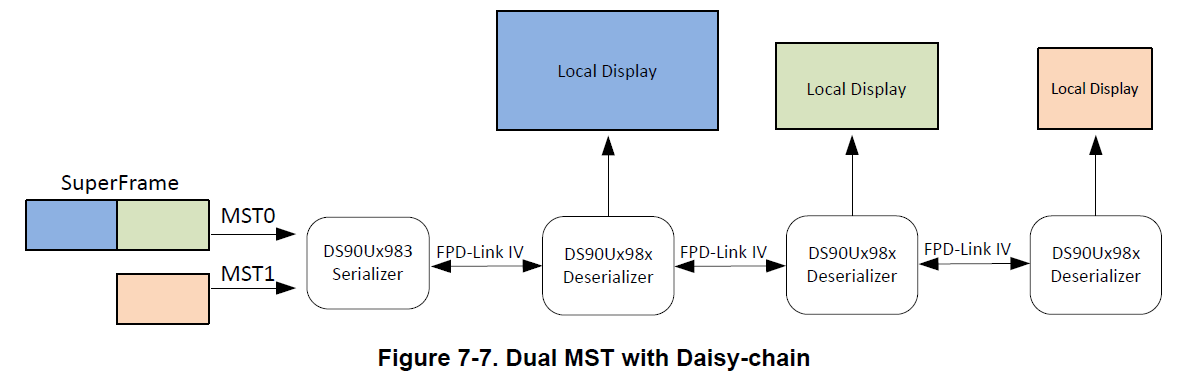 Local Display
Local Display
Local Display
SuperFrame
MST0
MST1
DS90Ux983
Serializer
FPD-Link IV
DS90Ux98x
Deserializer
FPD-Link IV
DS90Ux98x
Deserializer
FPD-Link IV
DS90Ux98x
Deserializer
Figure 7-7. Dual MST with Daisy-chain